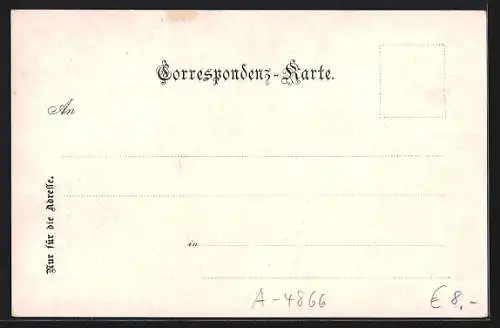 Correspondenz-Karte.
An
Nur für die Adresse.
in
A-4866
€ 8,-